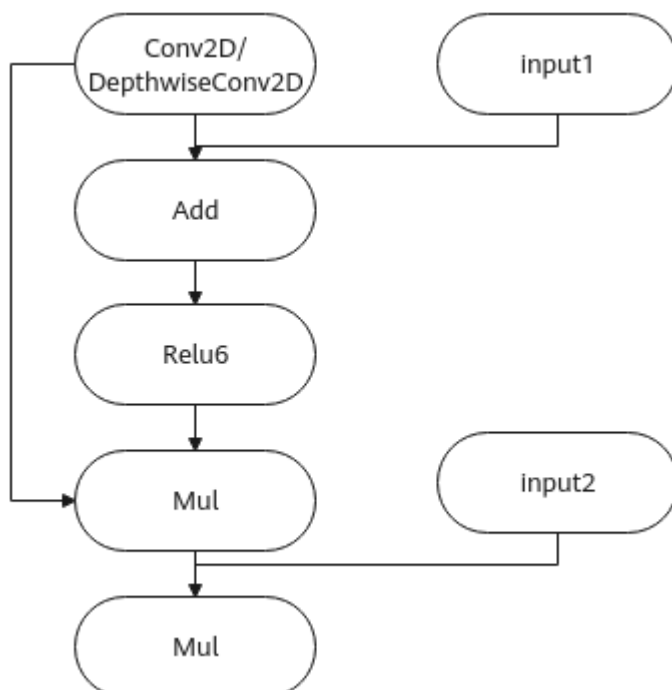 Conv2D/
DepthwiseConv2D
input1
Add
Relu6
Mul
input2
Mul